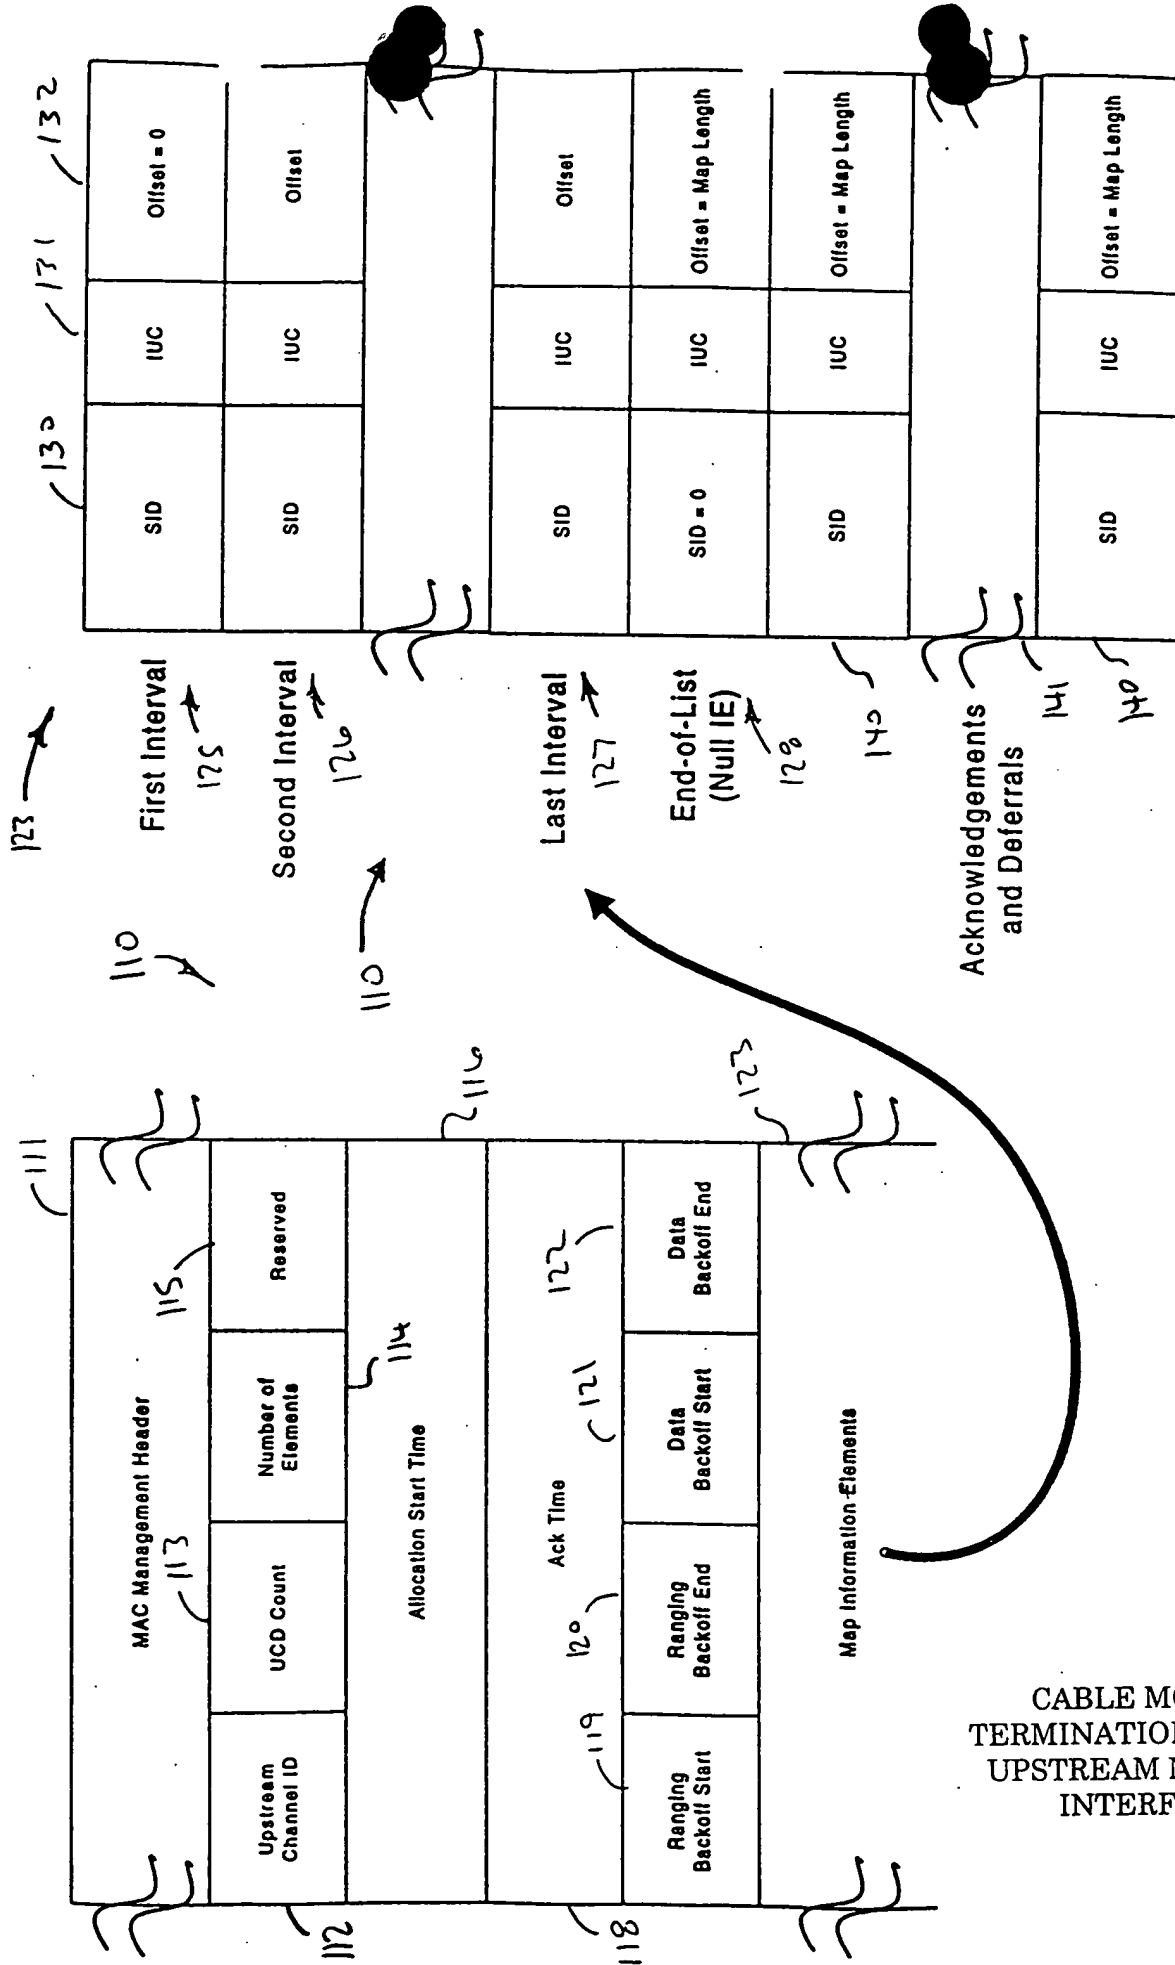 111
MAC Management Header
113
115
Upstream
Channel ID
UCD Count
Number of
Elements
Reserved
112
114
Allocation Start Time
116
Ack Time
118
119
120
121
122
Ranging
Backoff Start
Ranging
Backoff End
Data
Backoff Start
Data
Backoff End
123
Map Information Elements
110
110
123
130
131
132
First Interval
125
SID
IUC
Offset = 0
Second Interval
126
SID
IUC
Offset
Last Interval
127
SID
IUC
Offset
End-of-List
(Null IE)
SID = 0
IUC
Offset = Map Length
140
SID
IUC
Offset = Map Length
Acknowledgements
and Deferrals
141
140
SID
IUC
Offset = Map Length
TERMINATION
UPSTREAM